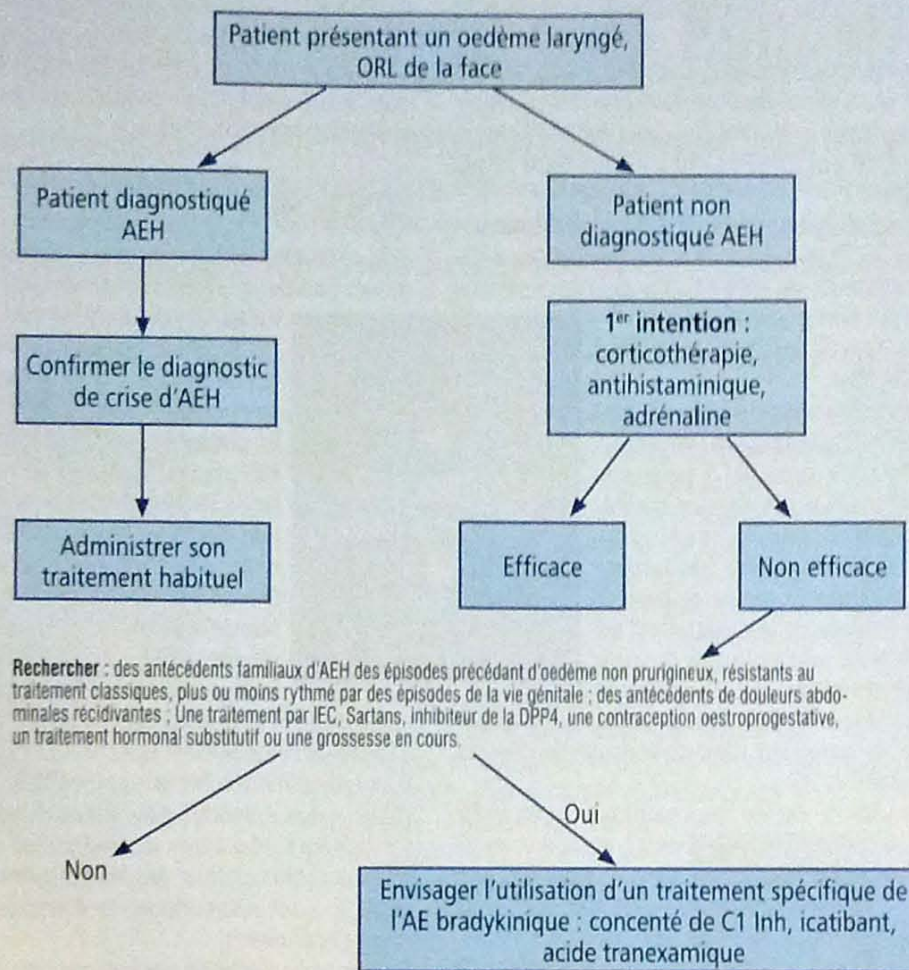 Patient présentant un oedème laryngé,
ORL de la face
Patient diagnostiqué
AEH
Patient non
diagnostiqué AEH
Confirmer le diagnostic
de crise d'AEH
1er intention :
corticothérapie,
antihistaminique,
adrénaline
Administrer son
traitement habituel
Efficace
Non efficace
Rechercher : des antécédents familiaux d'AEH des épisodes précédant d'oedème non prurigineux, résistants au
traitement classiques, plus ou moins rythmé par des épisodes de la vie génitale ; des antécédents de douleurs abdo-
minales récidivantes ; Une traitement par IEC, Sartans, inhibiteur de la DPP4, une contraception oestroprogestative,
un traitement hormonal substitutif ou une grossesse en cours.
Non
Oui
Envisager l'utilisation d'un traitement spécifique de
l'AE bradykinique : concenté de C1 Inh, icatibant,
acide tranexamique